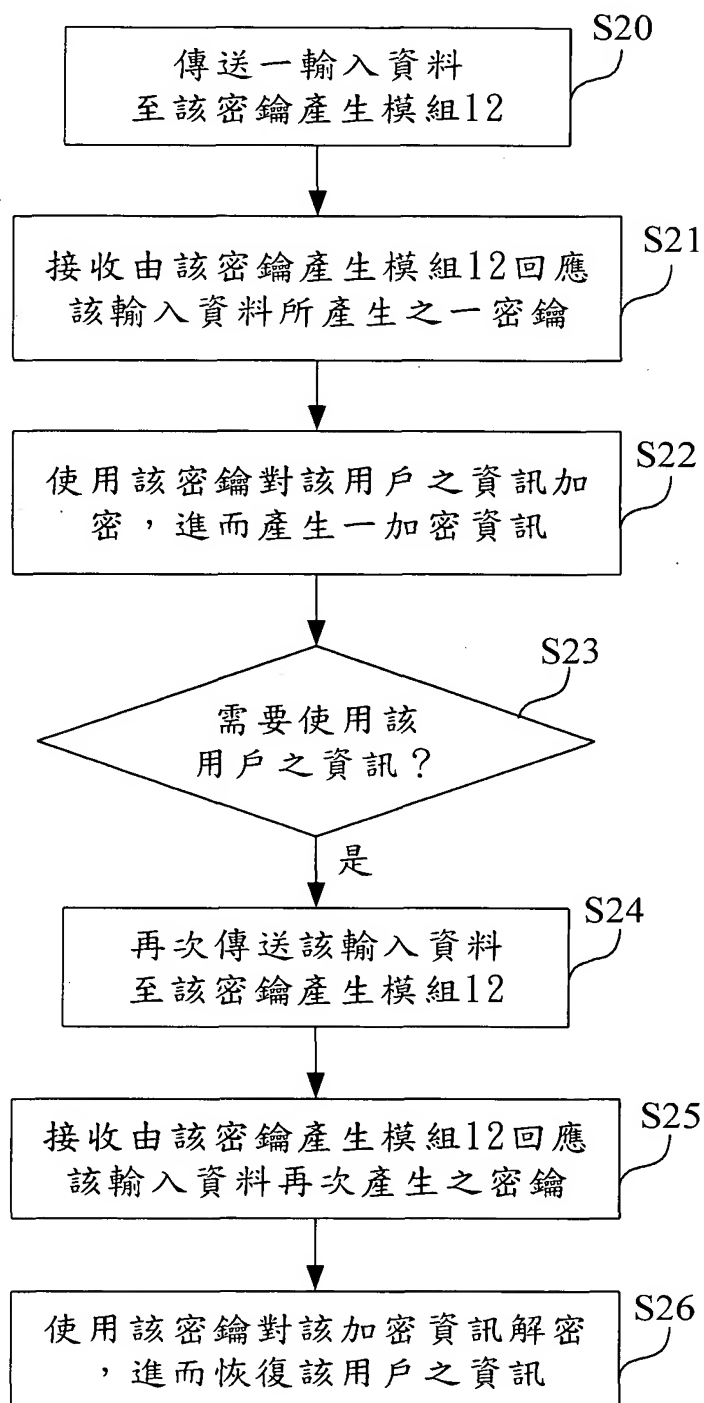 S20
傳送一輸入資料
至該密鑰產生模組12
S21
接收由該密鑰產生模組12回應
該輸入資料所產生之一密鑰
S22
使用該密鑰對該用戶之資訊加
密，進而產生一加密資訊
S23
需要使用該
用戶之資訊？
是
S24
再次傳送該輸入資料
至該密鑰產生模組12
S25
接收由該密鑰產生模組12回應
該輸入資料再次產生之密鑰
S26
使用該密鑰對該加密資訊解密
，進而恢復該用戶之資訊